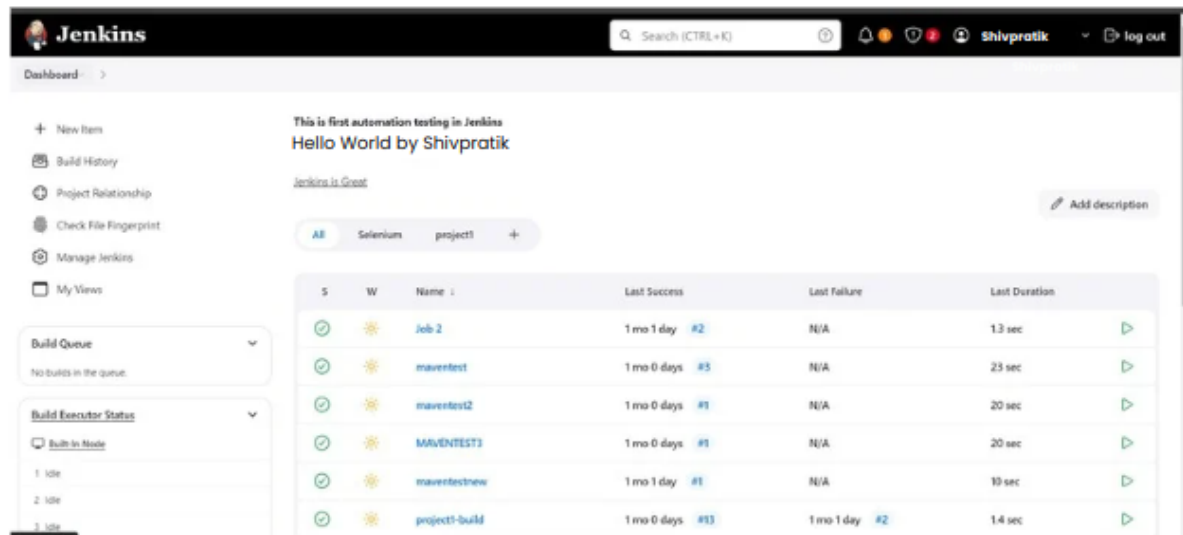 Jenkins
Search (CTRL+K)
1
2
Shivpratik
log out
Dashboard
New Item
Build History
Project Relationship
Check File Fingerprint
Manage Jenkins
My Views
Build Queue
No builds in the queue.
Build Executor Status
Built-In Node
1 Idle
2 Idle
3 Idle
This is first automation testing in Jenkins
Hello World by Shivpratik
Jenkins is Great
Add description
All Selenium project1 +
S W Name ↓ Last Success Last Failure Last Duration
Job 2 1 mo 1 day #2 N/A 1.3 sec
maventest 1 mo 0 days #3 N/A 23 sec
maventest2 1 mo 0 days #1 N/A 20 sec
MAVENTEST3 1 mo 0 days #1 N/A 20 sec
maventestnew 1 mo 1 day #1 N/A 10 sec
project1-build 1 mo 0 days #13 1 mo 1 day #2 1.4 sec